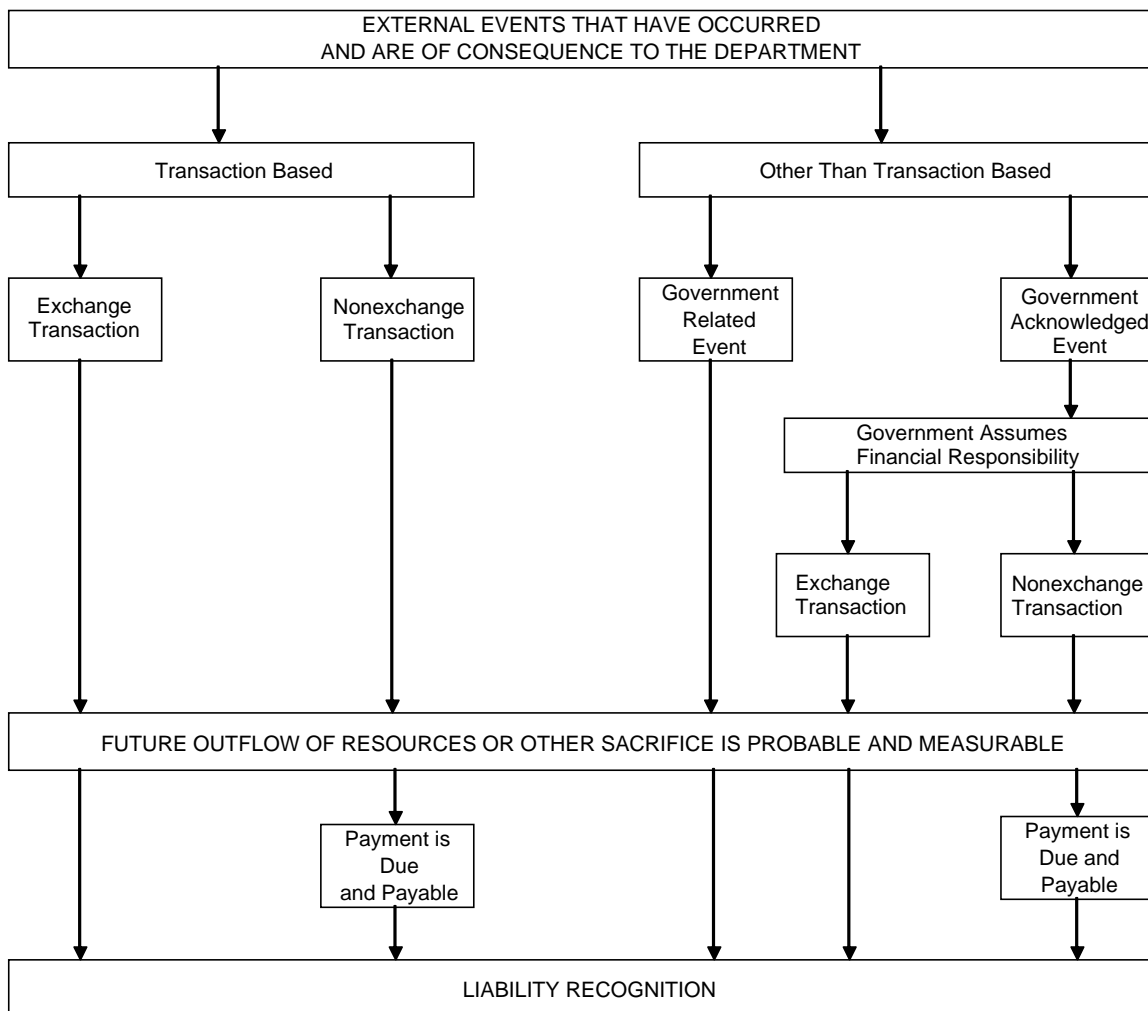 EXTERNAL EVENTS THAT HAVE OCCURRED
AND ARE OF CONSEQUENCE TO THE DEPARTMENT
Transaction Based
Other Than Transaction Based
Exchange
Transaction
Nonexchange
Transaction
Government
Related
Event
Government
Acknowledged
Event
Government Assumes
Financial Responsibility
Exchange
Transaction
Nonexchange
Transaction
FUTURE OUTFLOW OF RESOURCES OR OTHER SACRIFICE IS PROBABLE AND MEASURABLE
Payment is
Due
and Payable
Payment is
Due and
Payable
LIABILITY RECOGNITION